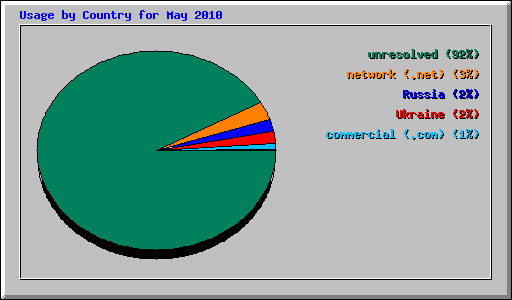 Usage by Country for May 2010
unresolved (92%)
network (.net) (3%)
Russia (2%)
Ukraine (2%)
commercial (.com) (1%)